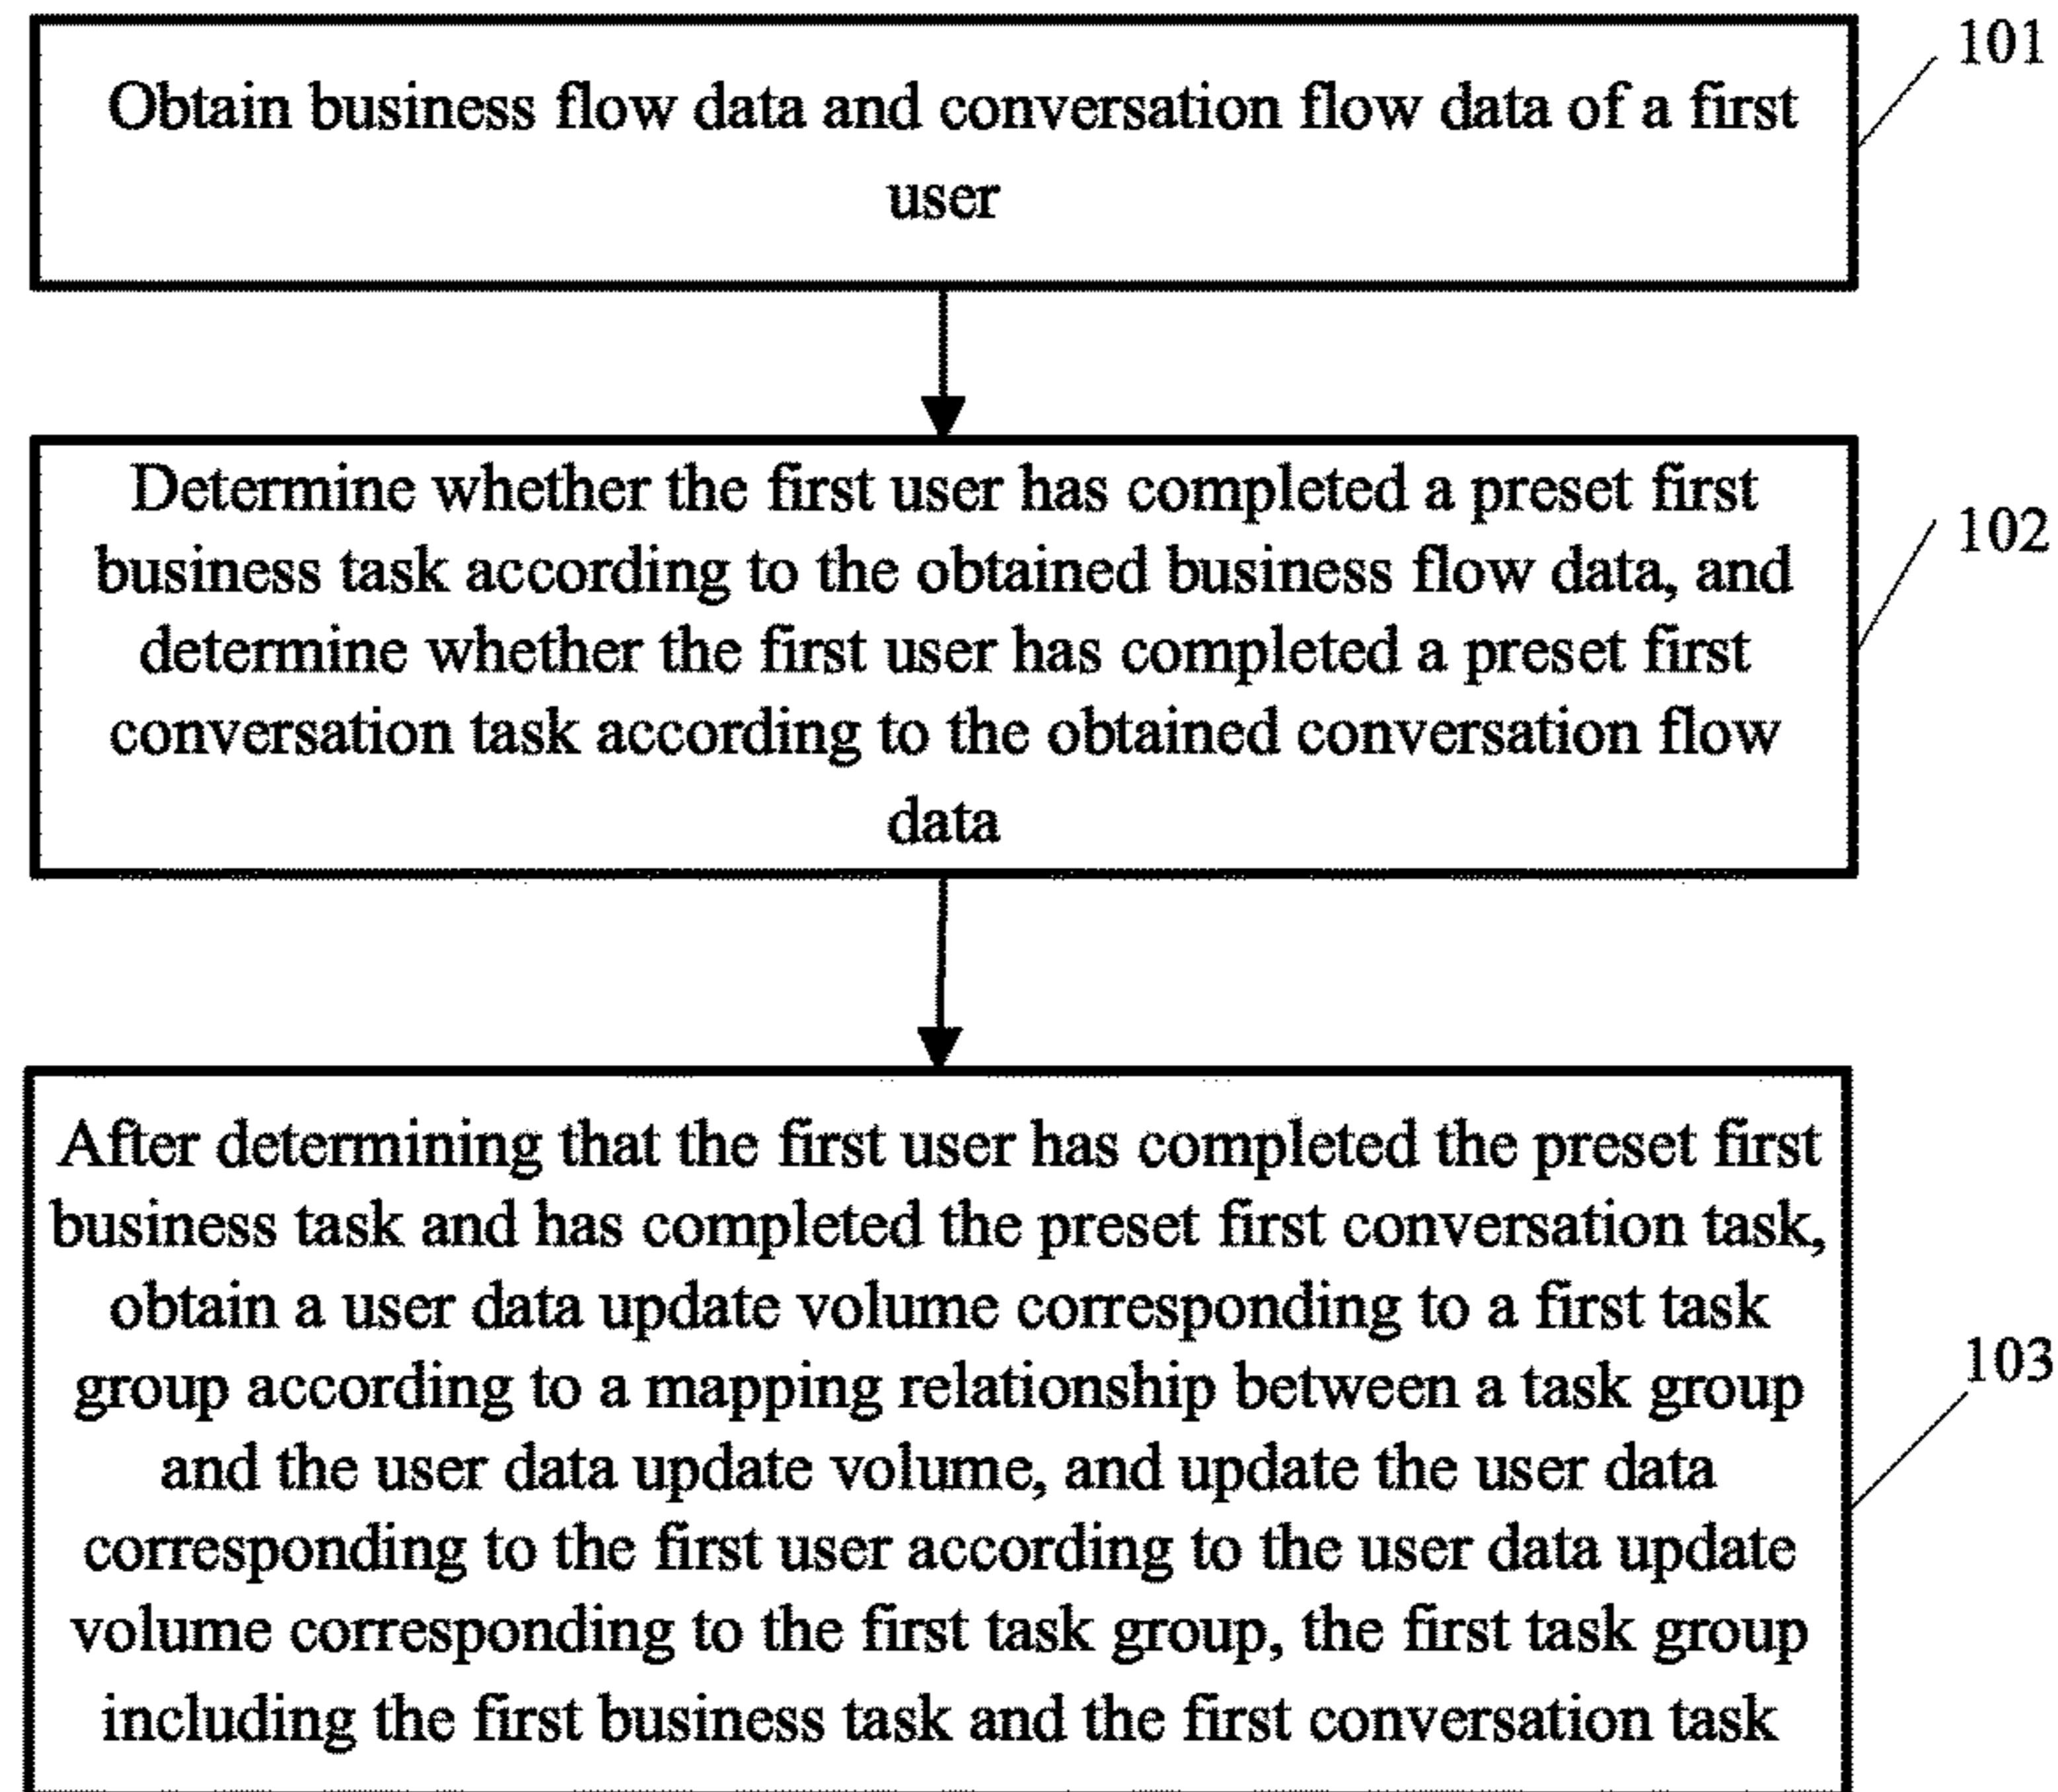 101
Obtain business flow data and conversation flow data of a first
user
Determine whether the first user has completed a preset first
business task according to the obtained business flow data, and
determine whether the first user has completed a preset first
conversation task according to the obtained conversation flow
data
102
After determining that the first user has completed the preset first
business task and has completed the preset first conversation task,
obtain a user data update volume corresponding to a first task
group according to a mapping relationship between a task group
and the user data update volume, and update the user data
corresponding to the first user according to the user data update
volume corresponding to the first task group, the first task group
including the first business task and the first conversation task
103